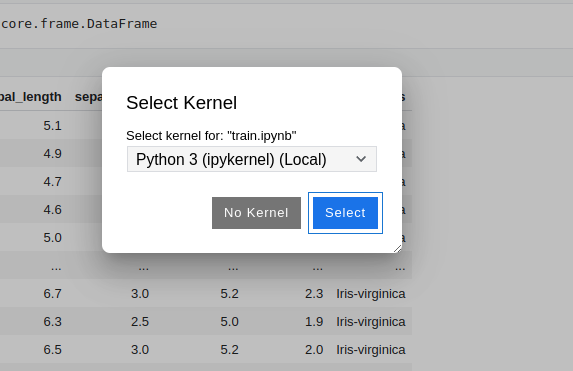 core.frame.DataFrame
pal_length sepa s
Select Kernel
5.1 a
Select kernel for: "train.ipynb"
4.9 a
Python 3 (ipykernel) (Local)
4.7 a
4.6 a
No Kernel Select
5.0 a
... ... ... ... ...
6.7 3.0 5.2 2.3 Iris-virginica
6.3 2.5 5.0 1.9 Iris-virginica
6.5 3.0 5.2 2.0 Iris-virginica